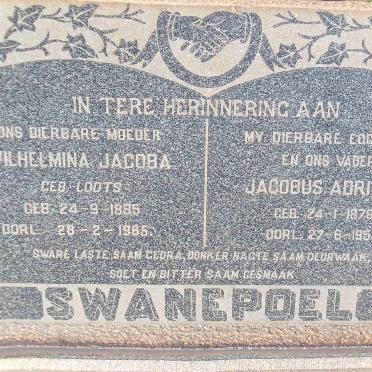 IN TERE HERINNERING AAN
ONS DIERBARE MOEDER
WILHELMINA JACOBA
GEB. LOOTS
GEB. 24-9-1885
OORL. 28-2-1965.
MY DIERBARE
EN ONS VADER
JACOBUS ADRI
GEB. 24-1-1878
OORL. 27-6-195
SWARE LASTE SAAM GEDRA, DONKER NAGTE SAAM DEURWAAK,
SOET EN BITTER SAAM GESMAAK.
SWANEPOEL